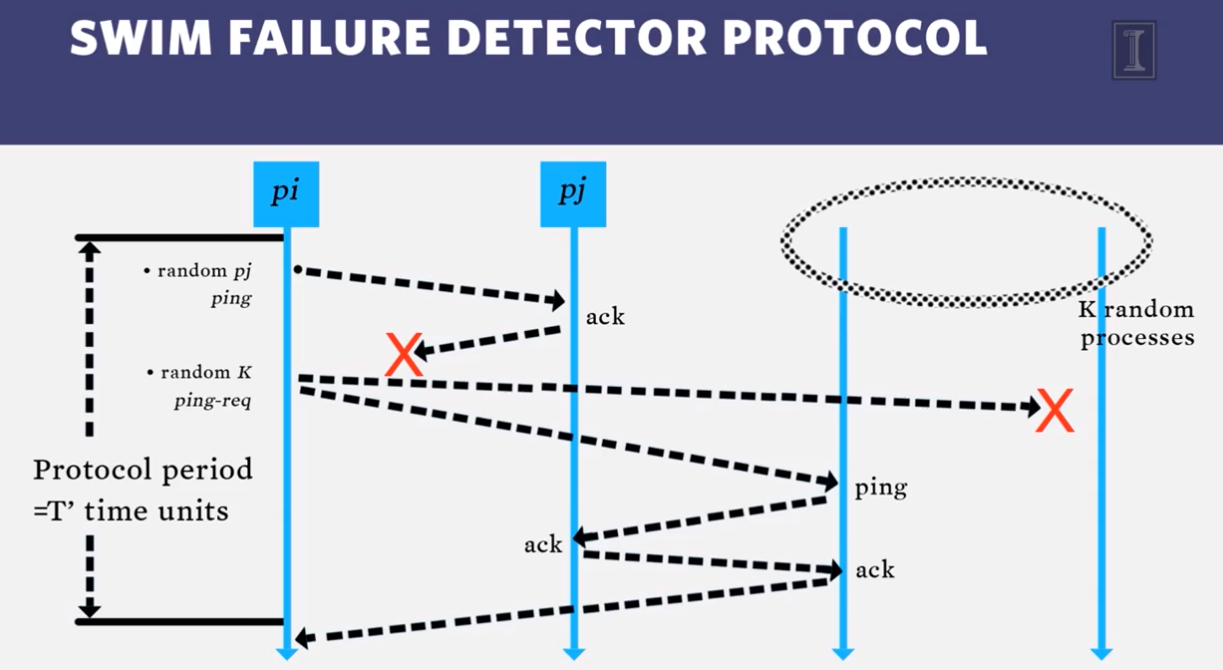 SWIM FAILURE DETECTOR PROTOCOL
I
pi
pj
• random pj
ping
ack
K random
processes
X
• random K
ping-req
X
Protocol period
=T’ time units
ping
ack
ack